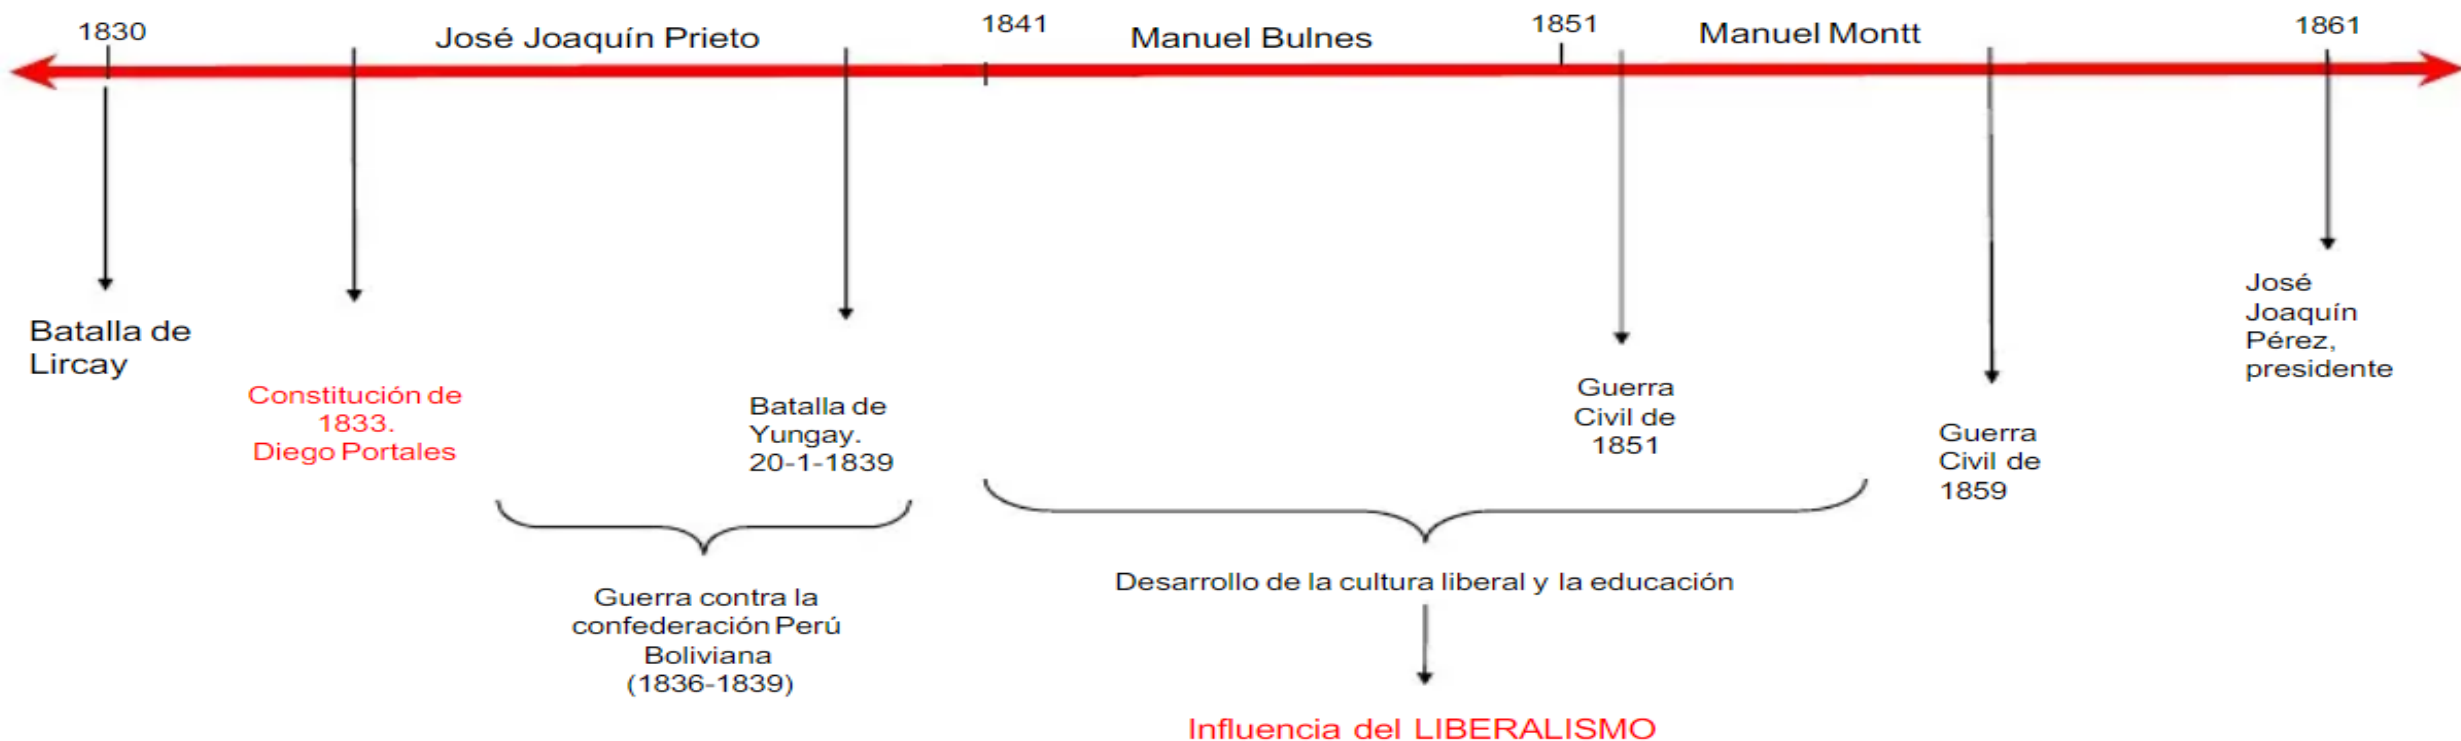 1830
José Joaquín Prieto
1841
Manuel Bulnes
1851
Manuel Montt
1861
Batalla de
Lircay
Constitución de
1833.
Diego Portales
Batalla de
Yungay.
20-1-1839
Guerra
Civil de
1851
Guerra
Civil de
1859
José
Joaquín
Pérez,
presidente
Guerra contra la
confederación Perú
Boliviana
(1836-1839)
Desarrollo de la cultura liberal y la educación
Influencia del LIBERALISMO